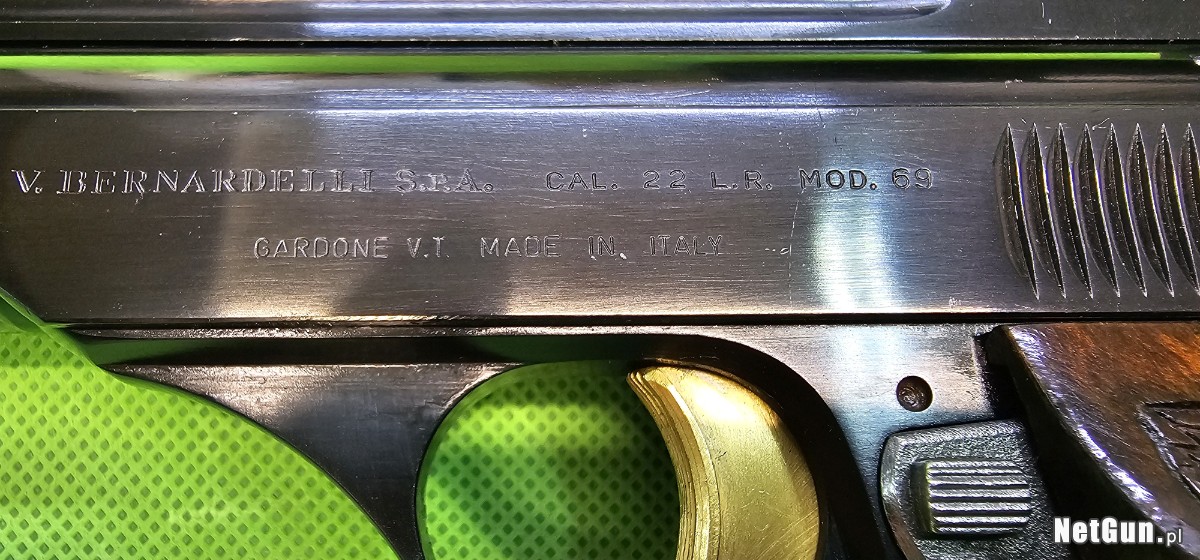 V. BERNARDELLI S.P.A. CAL. 22 L.R. MOD. 69
GARDONE V.T. MADE IN. ITALY
NetGun.pl